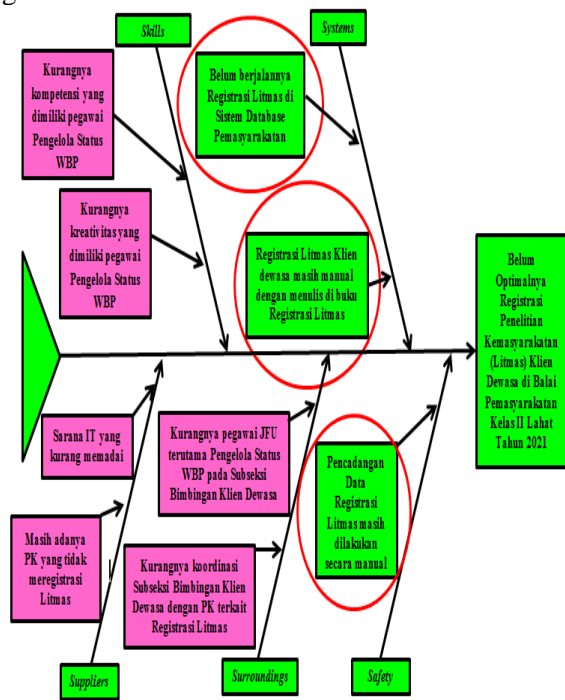 Skills
Systems
Kurangnya
kompetensi yang
dimiliki pegawai
Pengelola Status
WBP
Belum berjalannya
Registrasi Litmas di
Sistem Database
Pemasyarakatan
Kurangnya
kreativitas yang
dimiliki pegawai
Pengelola Status
WBP
Registrasi Litmas Klien
dewasa masih manual
dengan menulis di buku
Registrasi Litmas
Belum
Optimalnya
Registrasi
Penelitian
Kemasyarakatan
(Litmas) Klien
Dewasa di Balai
Pemasyarakatan
Kelas II Lahat
Tahun 2021
Sarana IT yang
kurang memadai
Kurangnya pegawai JFU
terutama Pengelola Status
WBP pada Subseksi
Bimbingan Klien Dewasa
Pencadangan
Data
Registrasi
Litmas masih
dilakukan
secara manual
Masih adanya
PK yang tidak
meregistrasi
Litmas
Kurangnya koordinasi
Subseksi Bimbingan Klien
Dewasa dengan PK terkait
Registrasi Litmas
Suppliers
Surroundings
Safety